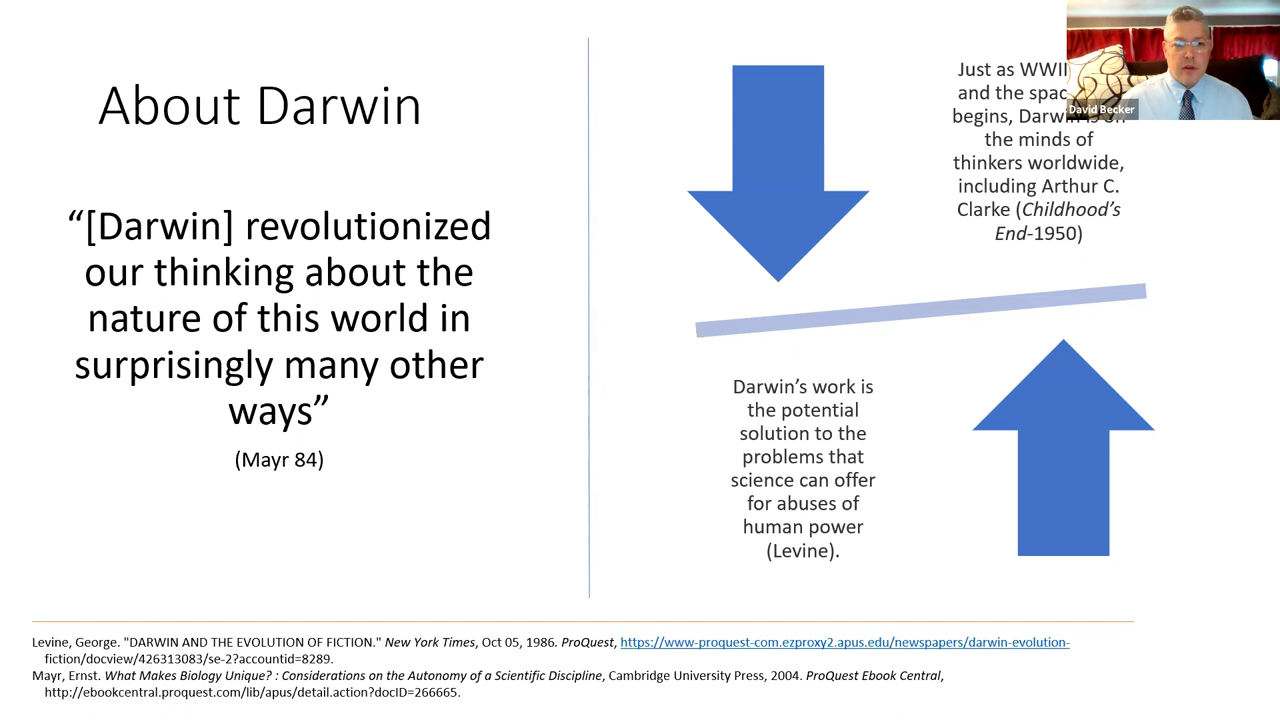 About Darwin
“[Darwin] revolutionized
our thinking about the
nature of this world in
surprisingly many other
ways”
(Mayr 84)
Just as WWII
and the spac
begins, Darwin is on
the minds of
thinkers worldwide,
including Arthur C.
Clarke (Childhood’s
End-1950)
David Becker
Darwin’s work is
the potential
solution to the
problems that
science can offer
for abuses of
human power
(Levine).
Levine, George. "DARWIN AND THE EVOLUTION OF FICTION." New York Times, Oct 05, 1986. ProQuest, https://www-proquest-com.ezproxy2.apus.edu/newspapers/darwin-evolution-
fiction/docview/426313083/se-2?accountid=8289.
Mayr, Ernst. What Makes Biology Unique? : Considerations on the Autonomy of a Scientific Discipline, Cambridge University Press, 2004. ProQuest Ebook Central,
http://ebookcentral.proquest.com/lib/apus/detail.action?docID=266665.